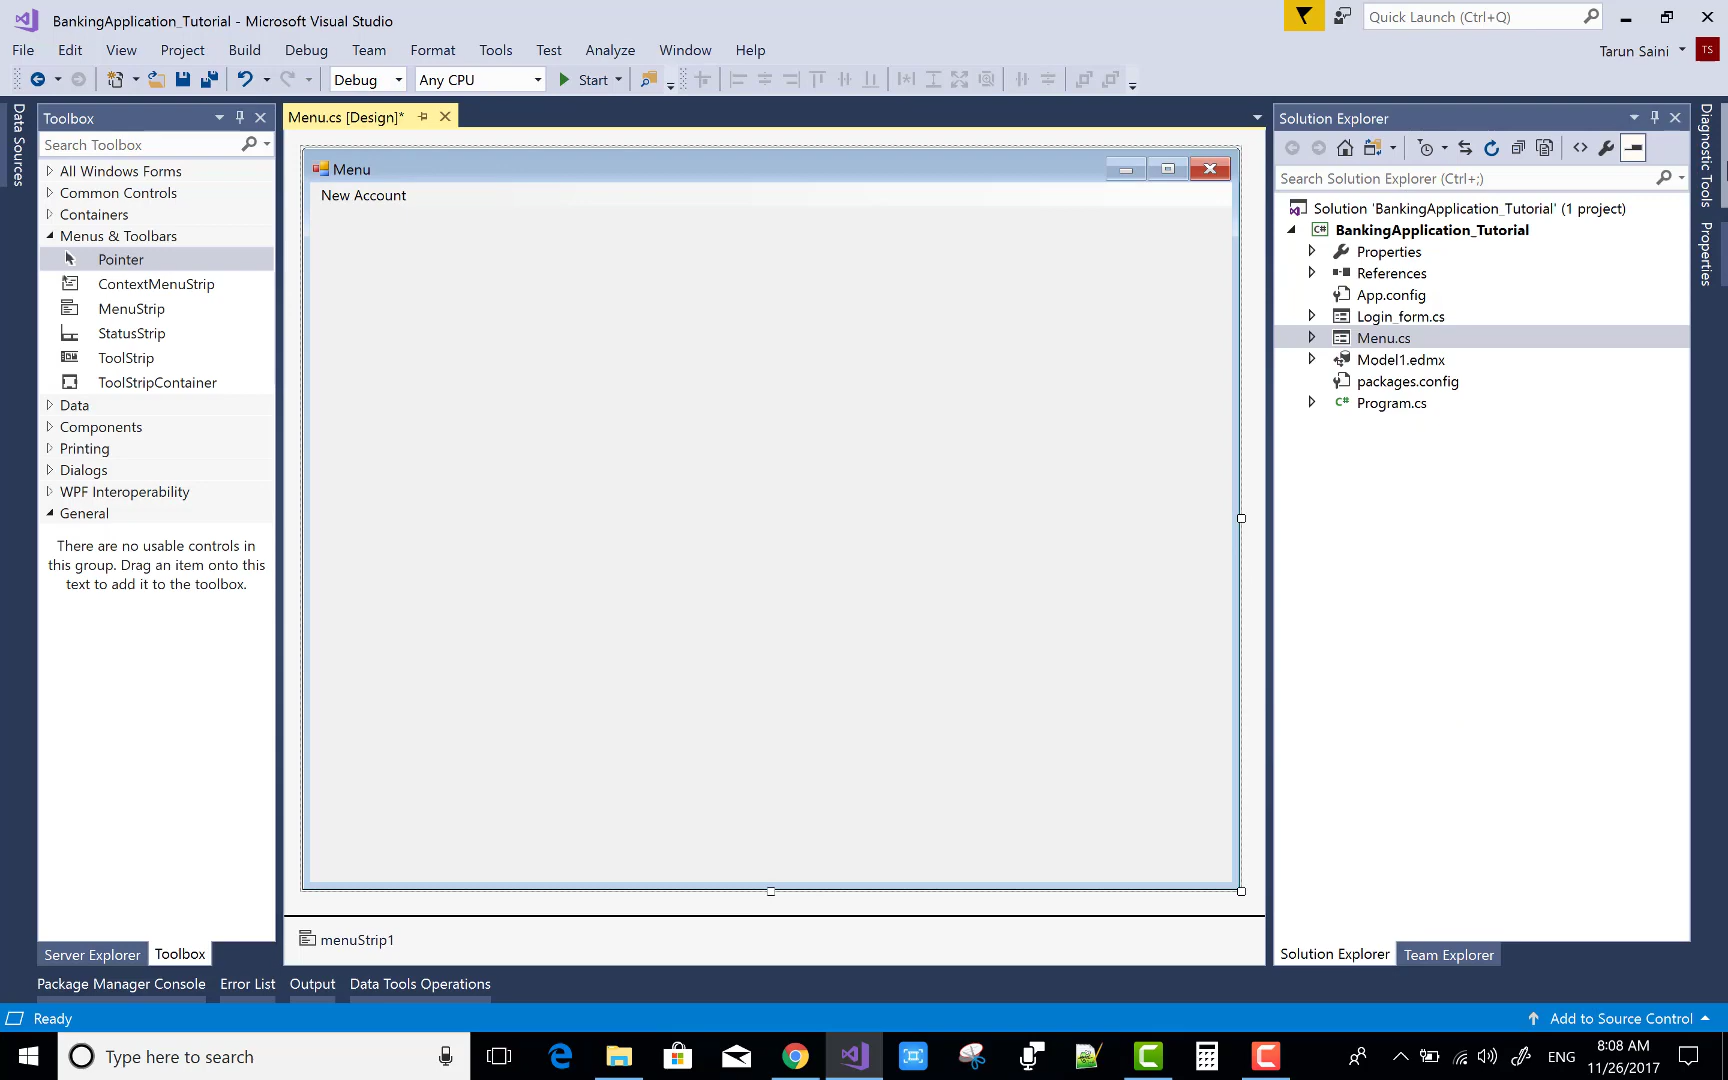 BankingApplication_Tutorial - Microsoft Visual Studio
Quick Launch (Ctrl+Q)
File Edit View Project Build Debug Team Format Tools Test Analyze Window Help
Tarun Saini TS
Debug Any CPU Start
Data Sources
Toolbox
Search Toolbox
All Windows Forms
Common Controls
Containers
Menus & Toolbars
Pointer
ContextMenuStrip
MenuStrip
StatusStrip
ToolStrip
ToolStripContainer
Data
Components
Printing
Dialogs
WPF Interoperability
General
There are no usable controls in
this group. Drag an item onto this
text to add it to the toolbox.
Server Explorer Toolbox
Menu.cs [Design]*
Menu
New Account
menuStrip1
Solution Explorer
Search Solution Explorer (Ctrl+;)
Solution 'BankingApplication_Tutorial' (1 project)
C# BankingApplication_Tutorial
Properties
References
App.config
Login_form.cs
Menu.cs
Model1.edmx
packages.config
C# Program.cs
Solution Explorer Team Explorer
Diagnostic Tools
Properties
Package Manager Console Error List Output Data Tools Operations
Ready
Add to Source Control
Type here to search
ENG
8:08 AM
11/26/2017